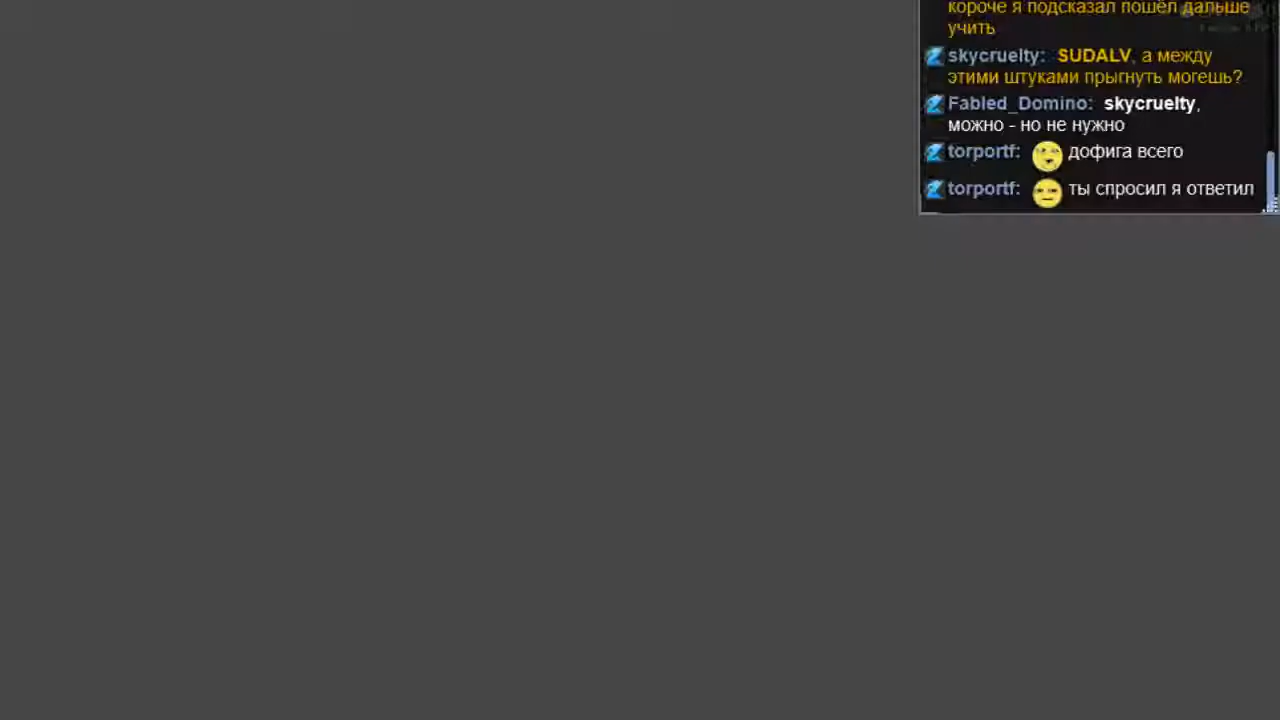 короче я подсказал пошёл дальше
учить
skycruelty: SUDALV, а между
этими штуками прыгнуть могешь?
Fabled_Domino: skycruelty,
можно - но не нужно
torportf: дофига всего
torportf: ты спросил я ответил